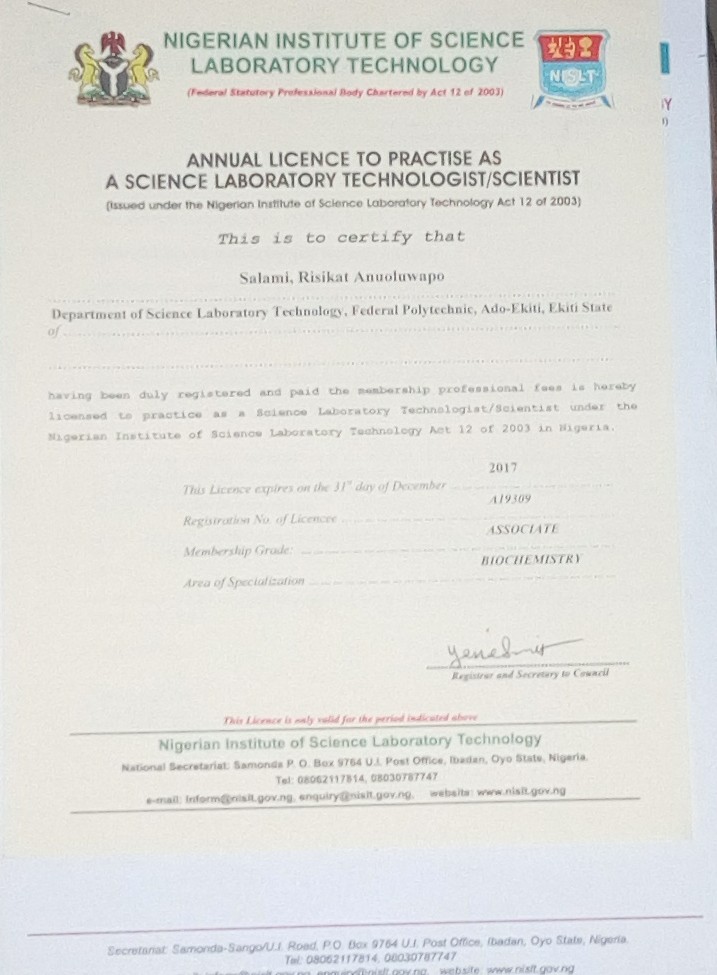 NIGERIAN INSTITUTE OF SCIENCE
LABORATORY TECHNOLOGY
(Federal Statutory Professional Body Chartered by Act 12 of 2003)
NISLT
ANNUAL LICENCE TO PRACTISE AS
A SCIENCE LABORATORY TECHNOLOGIST/SCIENTIST
(Issued under the Nigerian Institute of Science Laboratory Technology Act 12 of 2003)
This is to certify that
Salami, Risikat Anuoluwapo
Department of Science Laboratory Technology, Federal Polytechnic, Ado-Ekiti, Ekiti State
of
having been duly registered and paid the membership professional fees is hereby
licensed to practice as a Science Laboratory Technologist/Scientist under the
Nigerian Institute of Science Laboratory Technology Act 12 of 2003 in Nigeria.
This Licence expires on the 31st day of December 2017
Registration No. of Licencee A19309
Membership Grade: ASSOCIATE
Area of Specialization BIOCHEMISTRY
Registrar and Secretary to Council
This Licence is only valid for the period indicated above
Nigerian Institute of Science Laboratory Technology
National Secretariat: Samonda P. O. Box 9764 U.I. Post Office, Ibadan, Oyo State, Nigeria.
Tel: 08062117814, 08030787747
e-mail: inform@nislt.gov.ng, enquiry@nislt.gov.ng, website: www.nislt.gov.ng
Secretariat: Samonda-Sango/U.I. Road, P.O. Box 9764 U.I. Post Office, Ibadan, Oyo State, Nigeria.
Tel: 08062117814, 08030787747
website: www.nislt.gov.ng